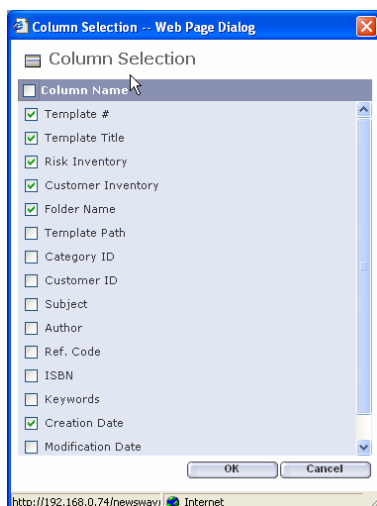 Column Selection -- Web Page Dialog
Column Selection
Column Name
Template #
Template Title
Risk Inventory
Customer Inventory
Folder Name
Template Path
Category ID
Customer ID
Subject
Author
Ref. Code
ISBN
Keywords
Creation Date
Modification Date
OK Cancel
http://192.168.0.74/newsway Internet